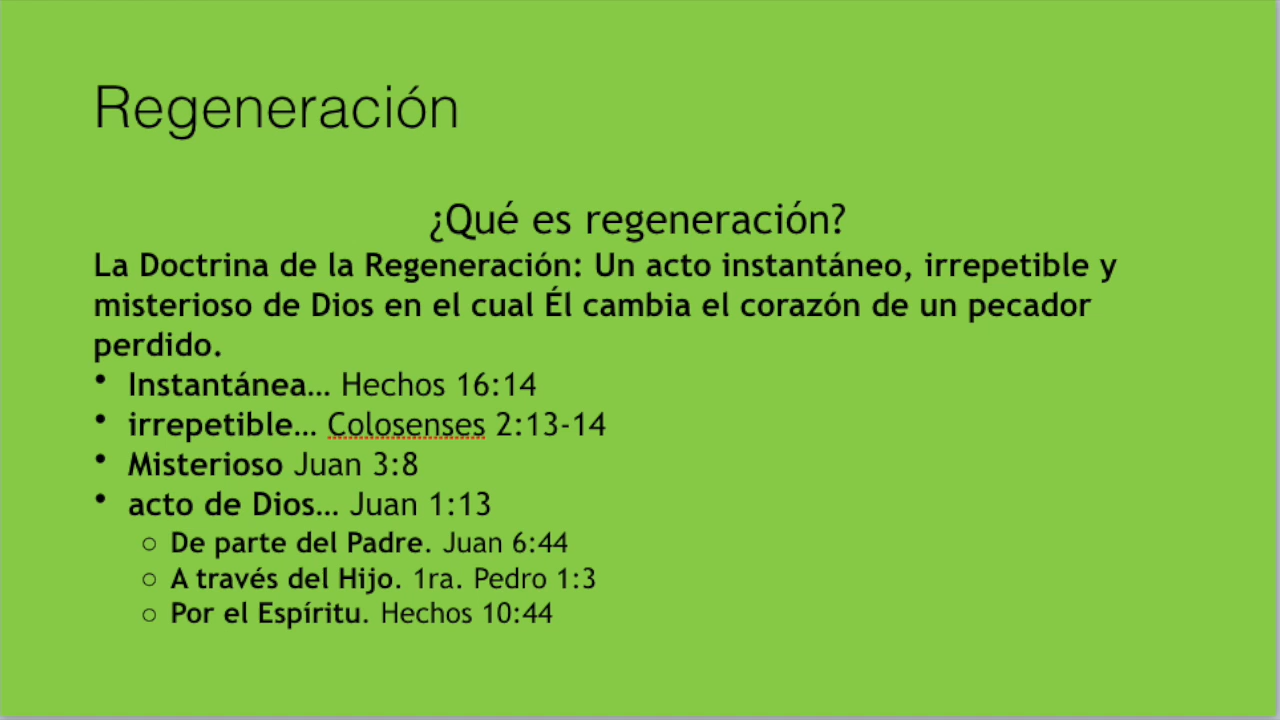 Regeneración
¿Qué es regeneración?
La Doctrina de la Regeneración: Un acto instantáneo, irrepetible y
misterioso de Dios en el cual Él cambia el corazón de un pecador
perdido.
• Instantánea… Hechos 16:14
• irrepetible… Colosenses 2:13-14
• Misterioso Juan 3:8
• acto de Dios… Juan 1:13
○ De parte del Padre. Juan 6:44
○ A través del Hijo. 1ra. Pedro 1:3
○ Por el Espíritu. Hechos 10:44